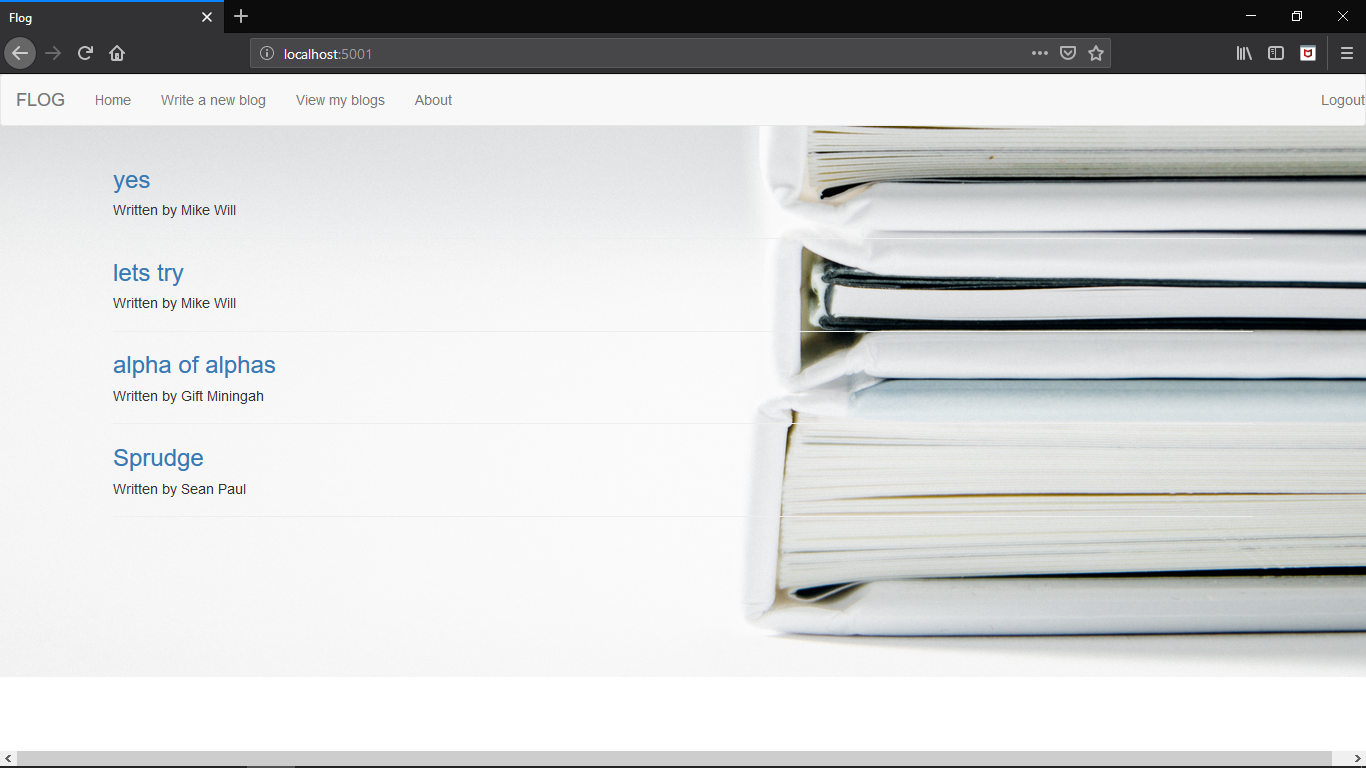 Flog
localhost:5001
FLOG Home Write a new blog View my blogs About Logout
yes
Written by Mike Will
lets try
Written by Mike Will
alpha of alphas
Written by Gift Miningah
Sprudge
Written by Sean Paul